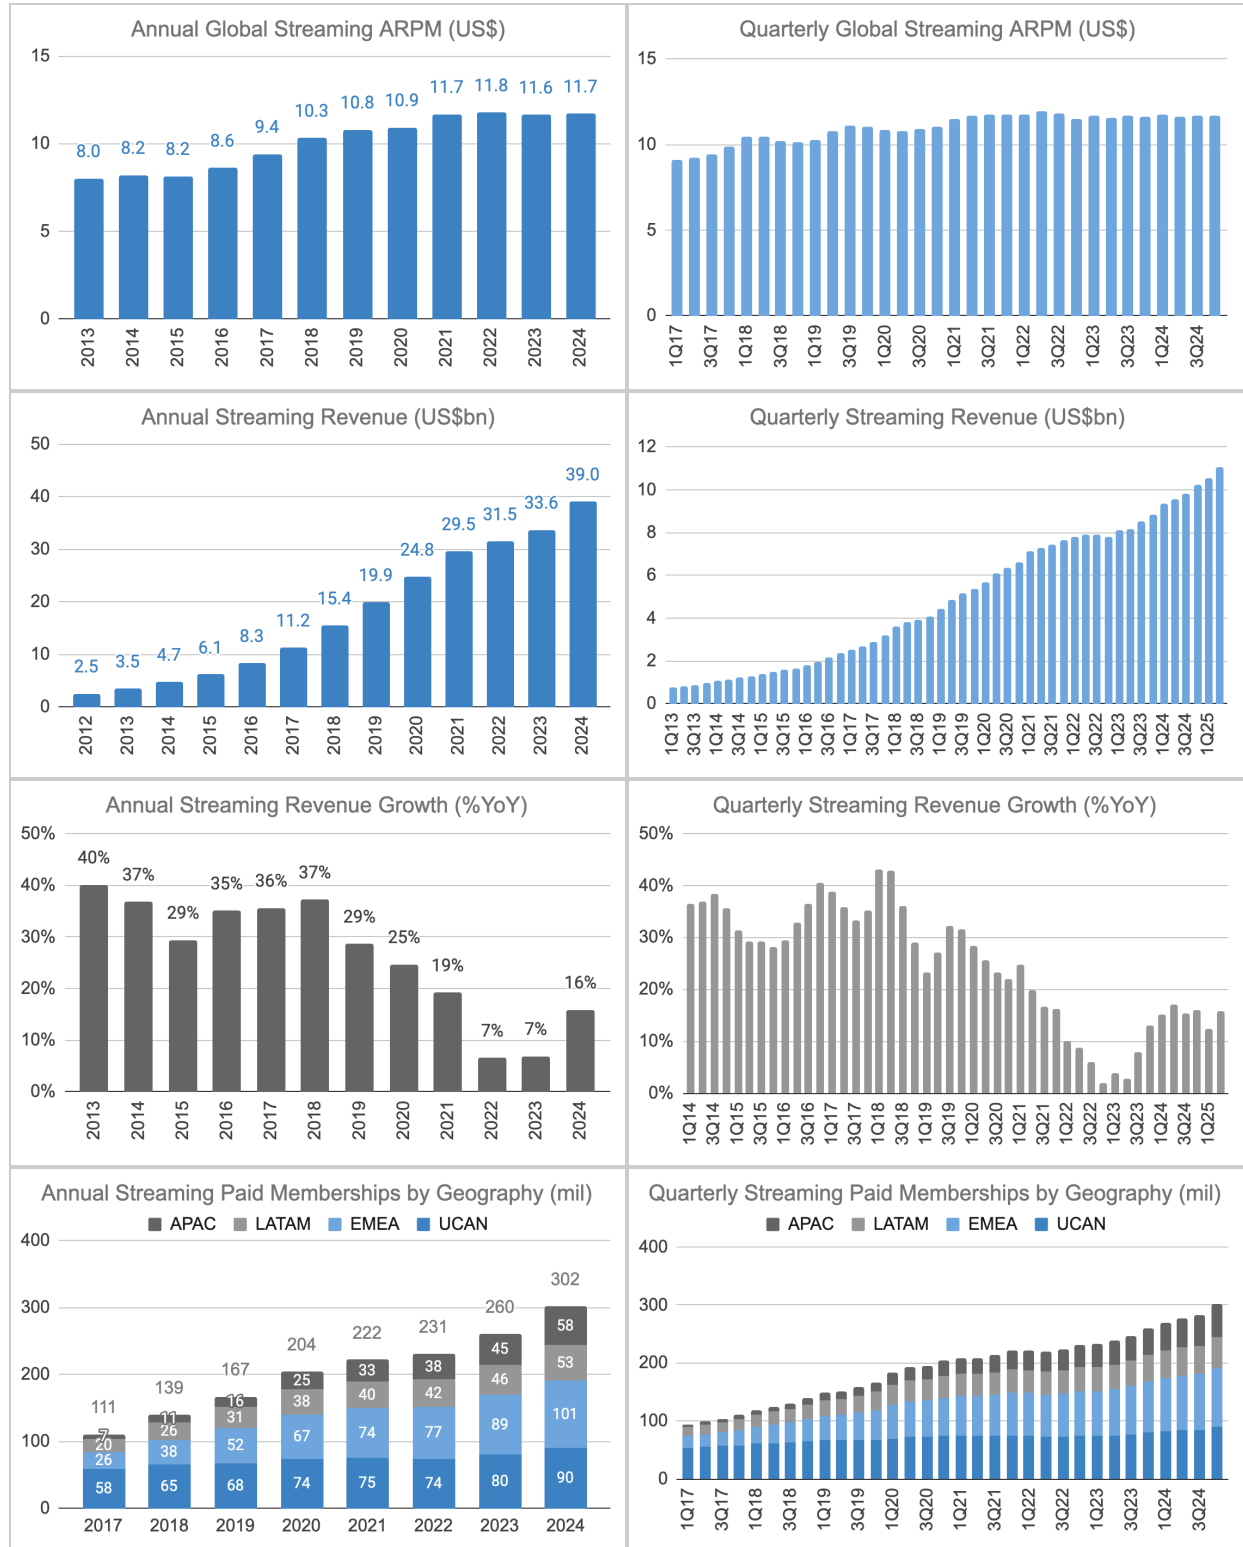 Annual Global Streaming ARPM (US$)
15
10
5
0
8.0 8.2 8.2 8.6 9.4 10.3 10.8 10.9 11.7 11.8 11.6 11.7
2013 2014 2015 2016 2017 2018 2019 2020 2021 2022 2023 2024
Quarterly Global Streaming ARPM (US$)
15
10
5
0
1Q17 3Q17 1Q18 3Q18 1Q19 3Q19 1Q20 3Q20 1Q21 3Q21 1Q22 3Q22 1Q23 3Q23 1Q24 3Q24
Annual Streaming Revenue (US$bn)
50
40
30
20
10
0
2.5 3.5 4.7 6.1 8.3 11.2 15.4 19.9 24.8 29.5 31.5 33.6 39.0
2012 2013 2014 2015 2016 2017 2018 2019 2020 2021 2022 2023 2024
Quarterly Streaming Revenue (US$bn)
12
10
8
6
4
2
0
1Q13 3Q13 1Q14 3Q14 1Q15 3Q15 1Q16 3Q16 1Q17 3Q17 1Q18 3Q18 1Q19 3Q19 1Q20 3Q20 1Q21 3Q21 1Q22 3Q22 1Q23 3Q23 1Q24 3Q24 1Q25
Annual Streaming Revenue Growth (%YoY)
50%
40%
30%
20%
10%
0%
40% 37% 29% 35% 36% 37% 29% 25% 19% 7% 7% 16%
2013 2014 2015 2016 2017 2018 2019 2020 2021 2022 2023 2024
Quarterly Streaming Revenue Growth (%YoY)
50%
40%
30%
20%
10%
0%
1Q14 3Q14 1Q15 3Q15 1Q16 3Q16 1Q17 3Q17 1Q18 3Q18 1Q19 3Q19 1Q20 3Q20 1Q21 3Q21 1Q22 3Q22 1Q23 3Q23 1Q24 3Q24 1Q25
Annual Streaming Paid Memberships by Geography (mil)
APAC LATAM EMEA UCAN
400
300
200
100
0
111 139 167 204 222 231 260 302
7 11 16 25 33 38 45 58
20 26 31 38 40 42 46 53
26 38 52 67 74 77 89 101
58 65 68 74 75 74 80 90
2017 2018 2019 2020 2021 2022 2023 2024
Quarterly Streaming Paid Memberships by Geography (mil)
APAC LATAM EMEA UCAN
400
300
200
100
0
1Q17 3Q17 1Q18 3Q18 1Q19 3Q19 1Q20 3Q20 1Q21 3Q21 1Q22 3Q22 1Q23 3Q23 1Q24 3Q24